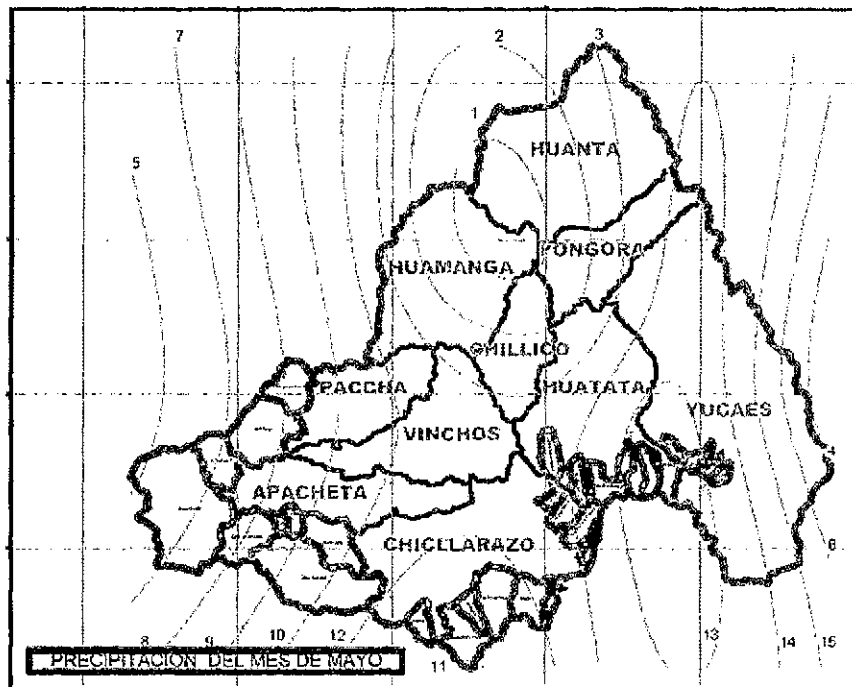 7
2
3
1
HUANTA
5
PONGORA
HUAMANGA
CHILLICO
PACCHA
HUATATA
YUCAES
VINCHOS
4
APACHETA
CHICLLARAZO
6
8
9
10
12
13
14
15
11
PRECIPITACION DEL MES DE MAYO